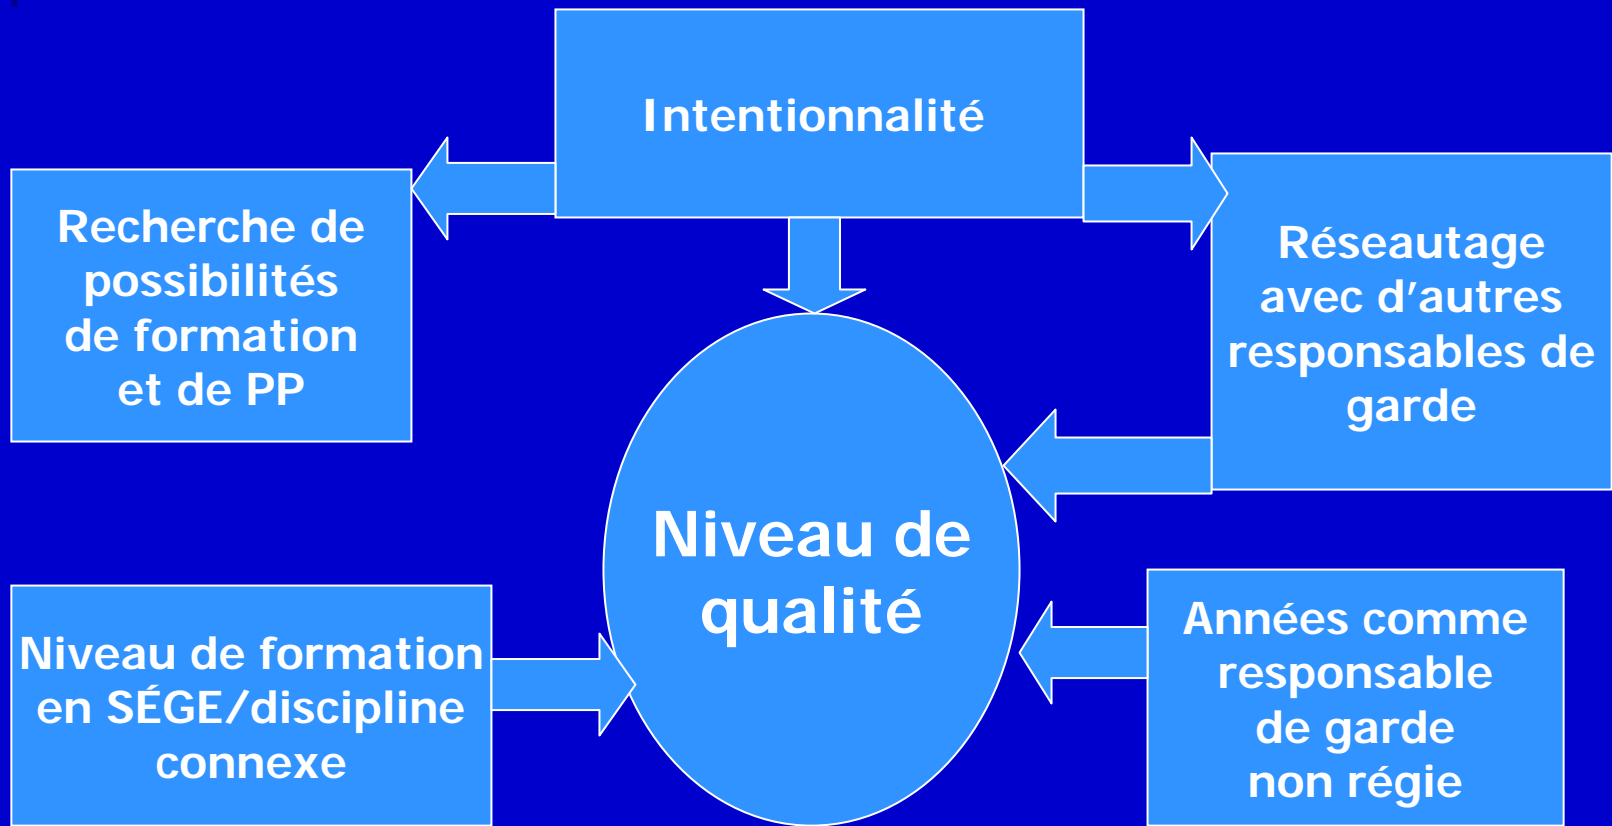 Intentionnalité
Recherche de
possibilités
de formation
et de PP
Réseautage
avec d’autres
responsables de
garde
Niveau de
qualité
Niveau de formation
en SÉGE/discipline
connexe
Années comme
responsable
de garde
non régie